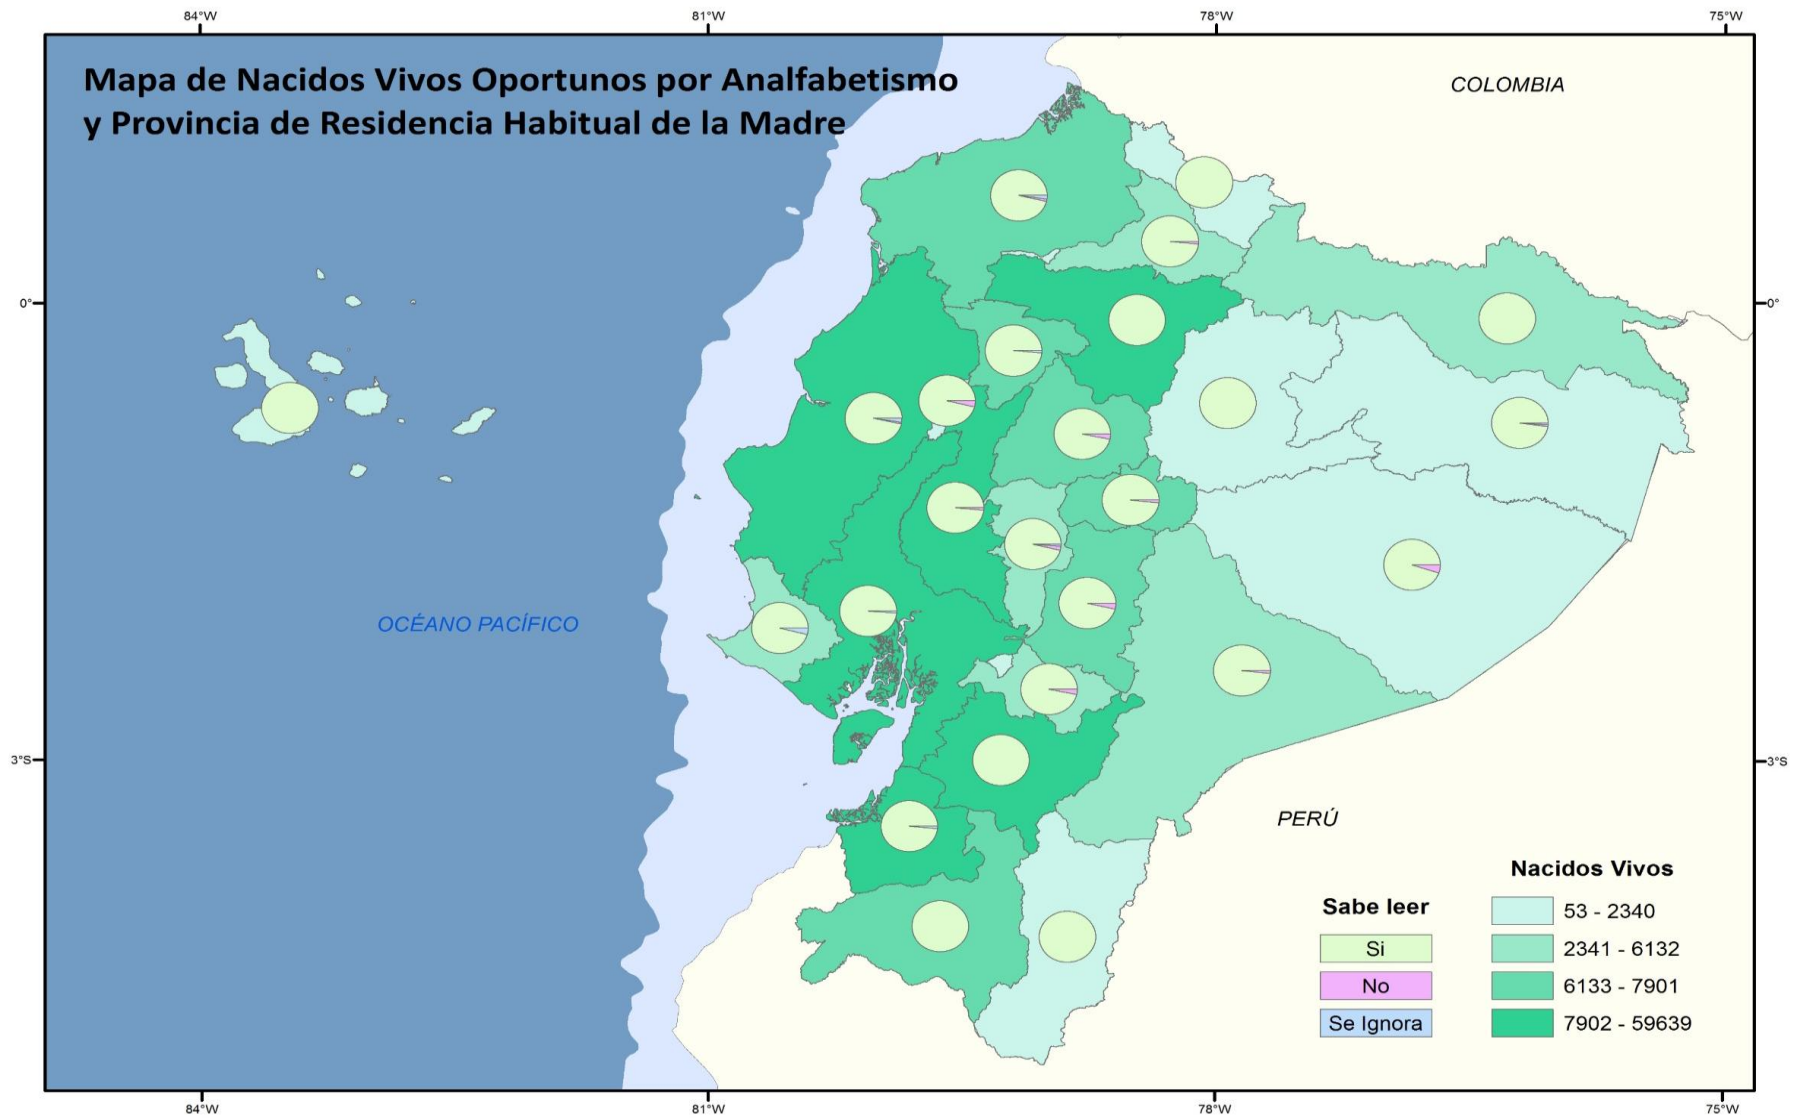 84°W 81°W 78°W 75°W
Mapa de Nacidos Vivos Oportunos por Analfabetismo
y Provincia de Residencia Habitual de la Madre
COLOMBIA
0° 0°
OCÉANO PACÍFICO
3°S 3°S
PERÚ
Nacidos Vivos
Sabe leer
53 - 2340
Si
2341 - 6132
No
6133 - 7901
Se Ignora
7902 - 59639
84°W 81°W 78°W 75°W